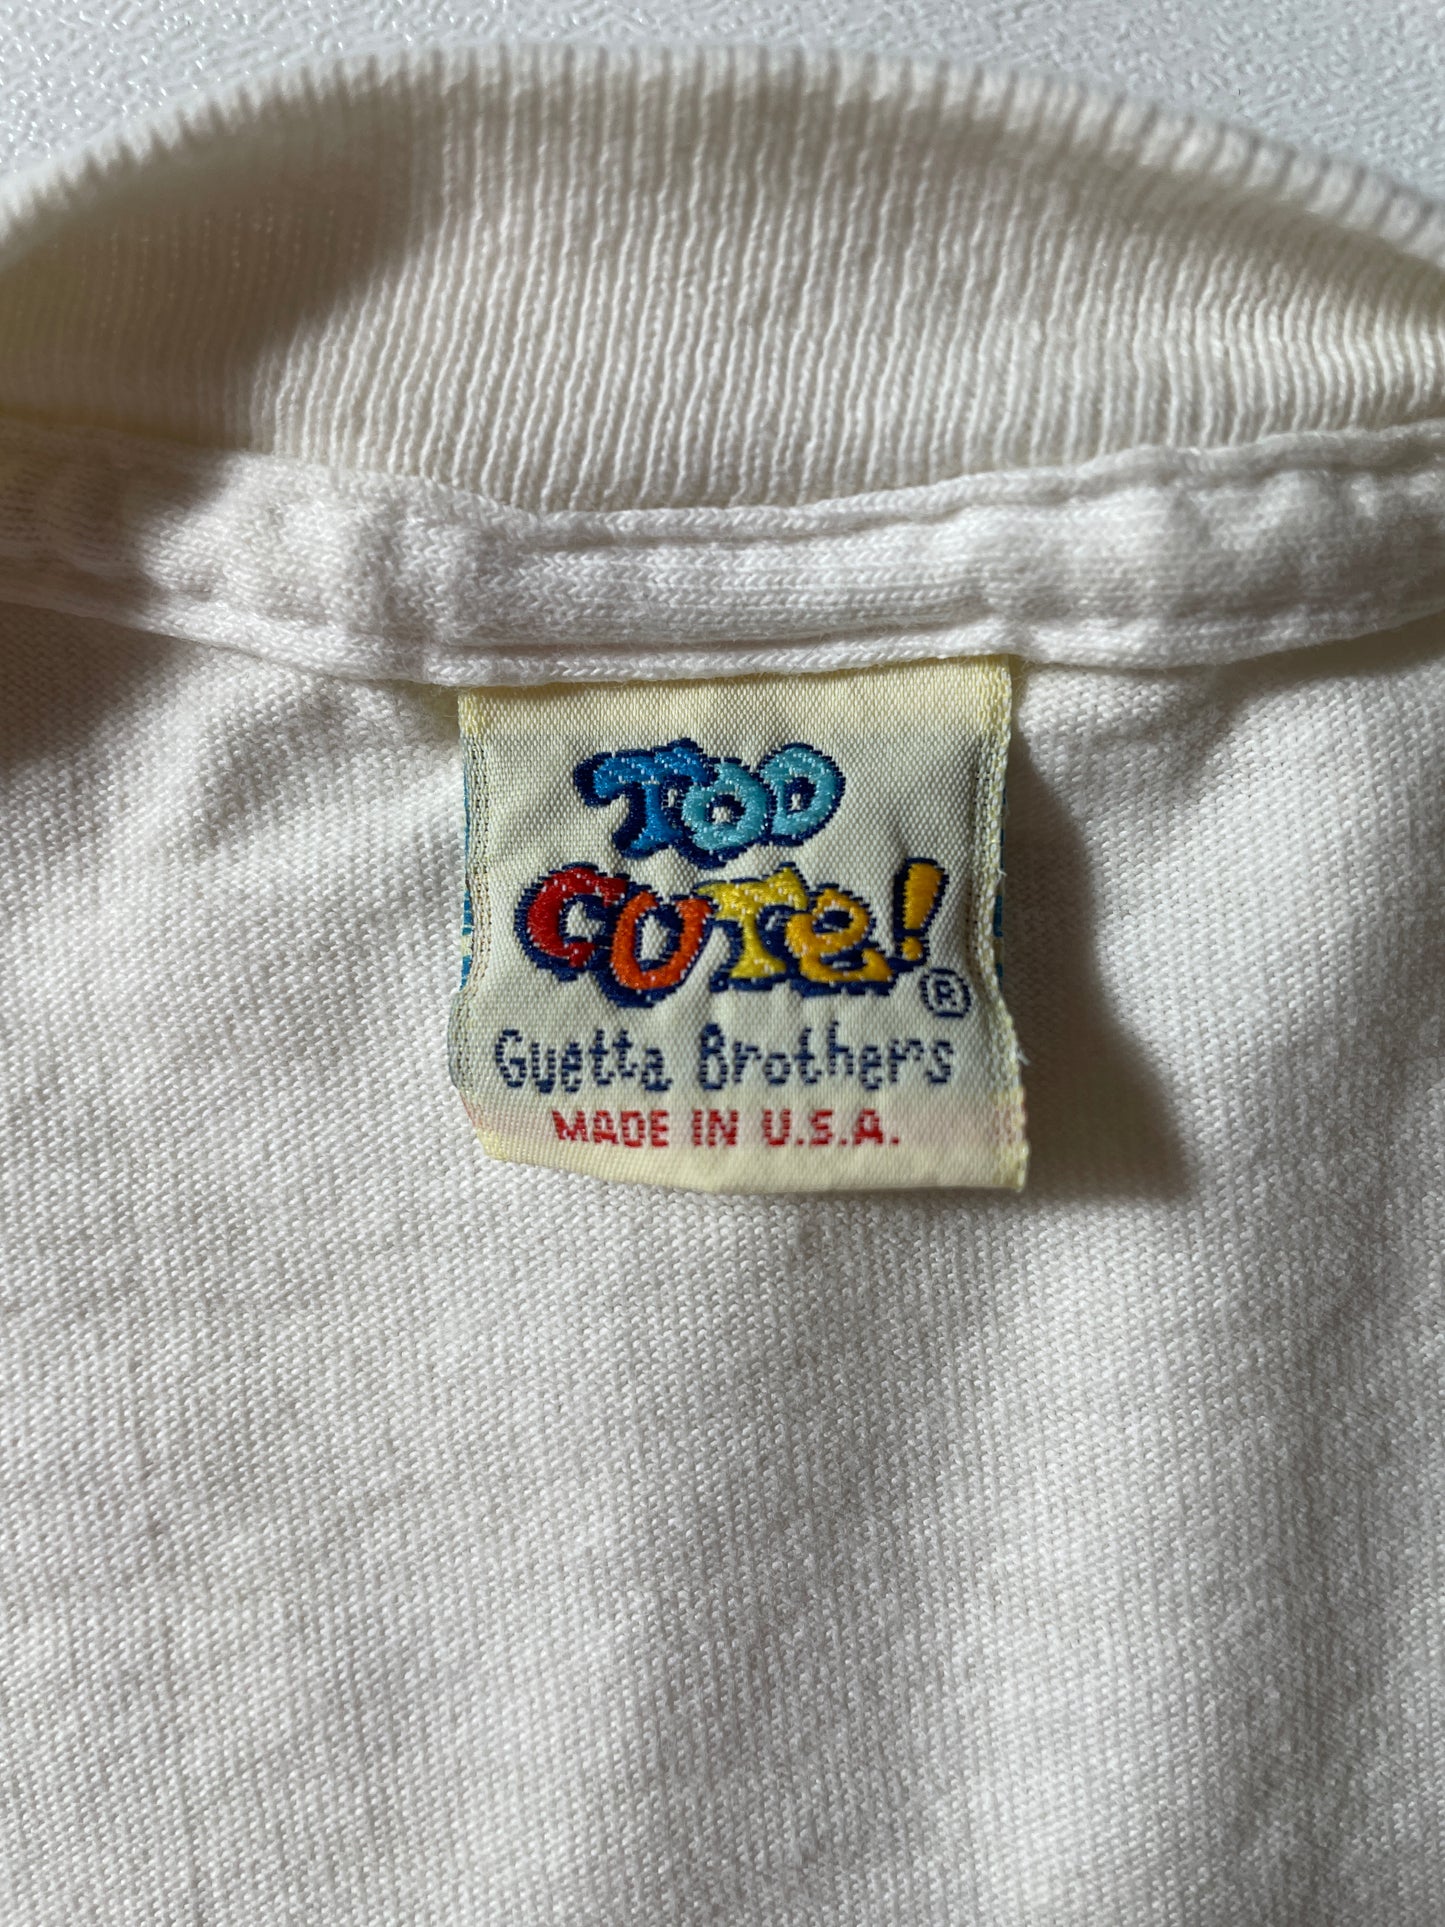 Too
Cute! ®
Guetta Brothers
MADE IN U.S.A.